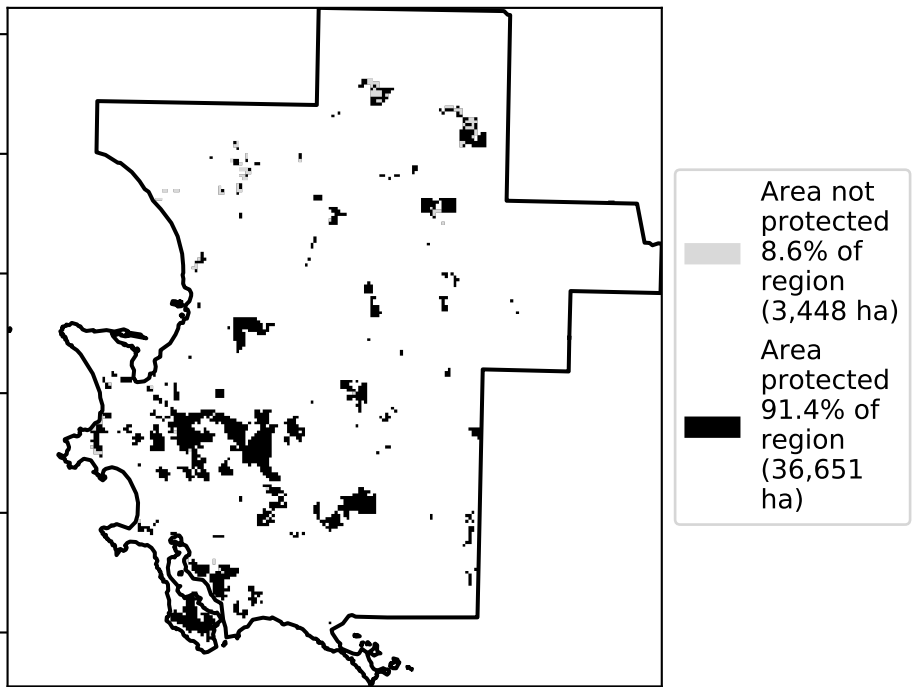 Area not
protected
8.6% of
region
(3,448 ha)
Area
protected
91.4% of
region
(36,651
ha)